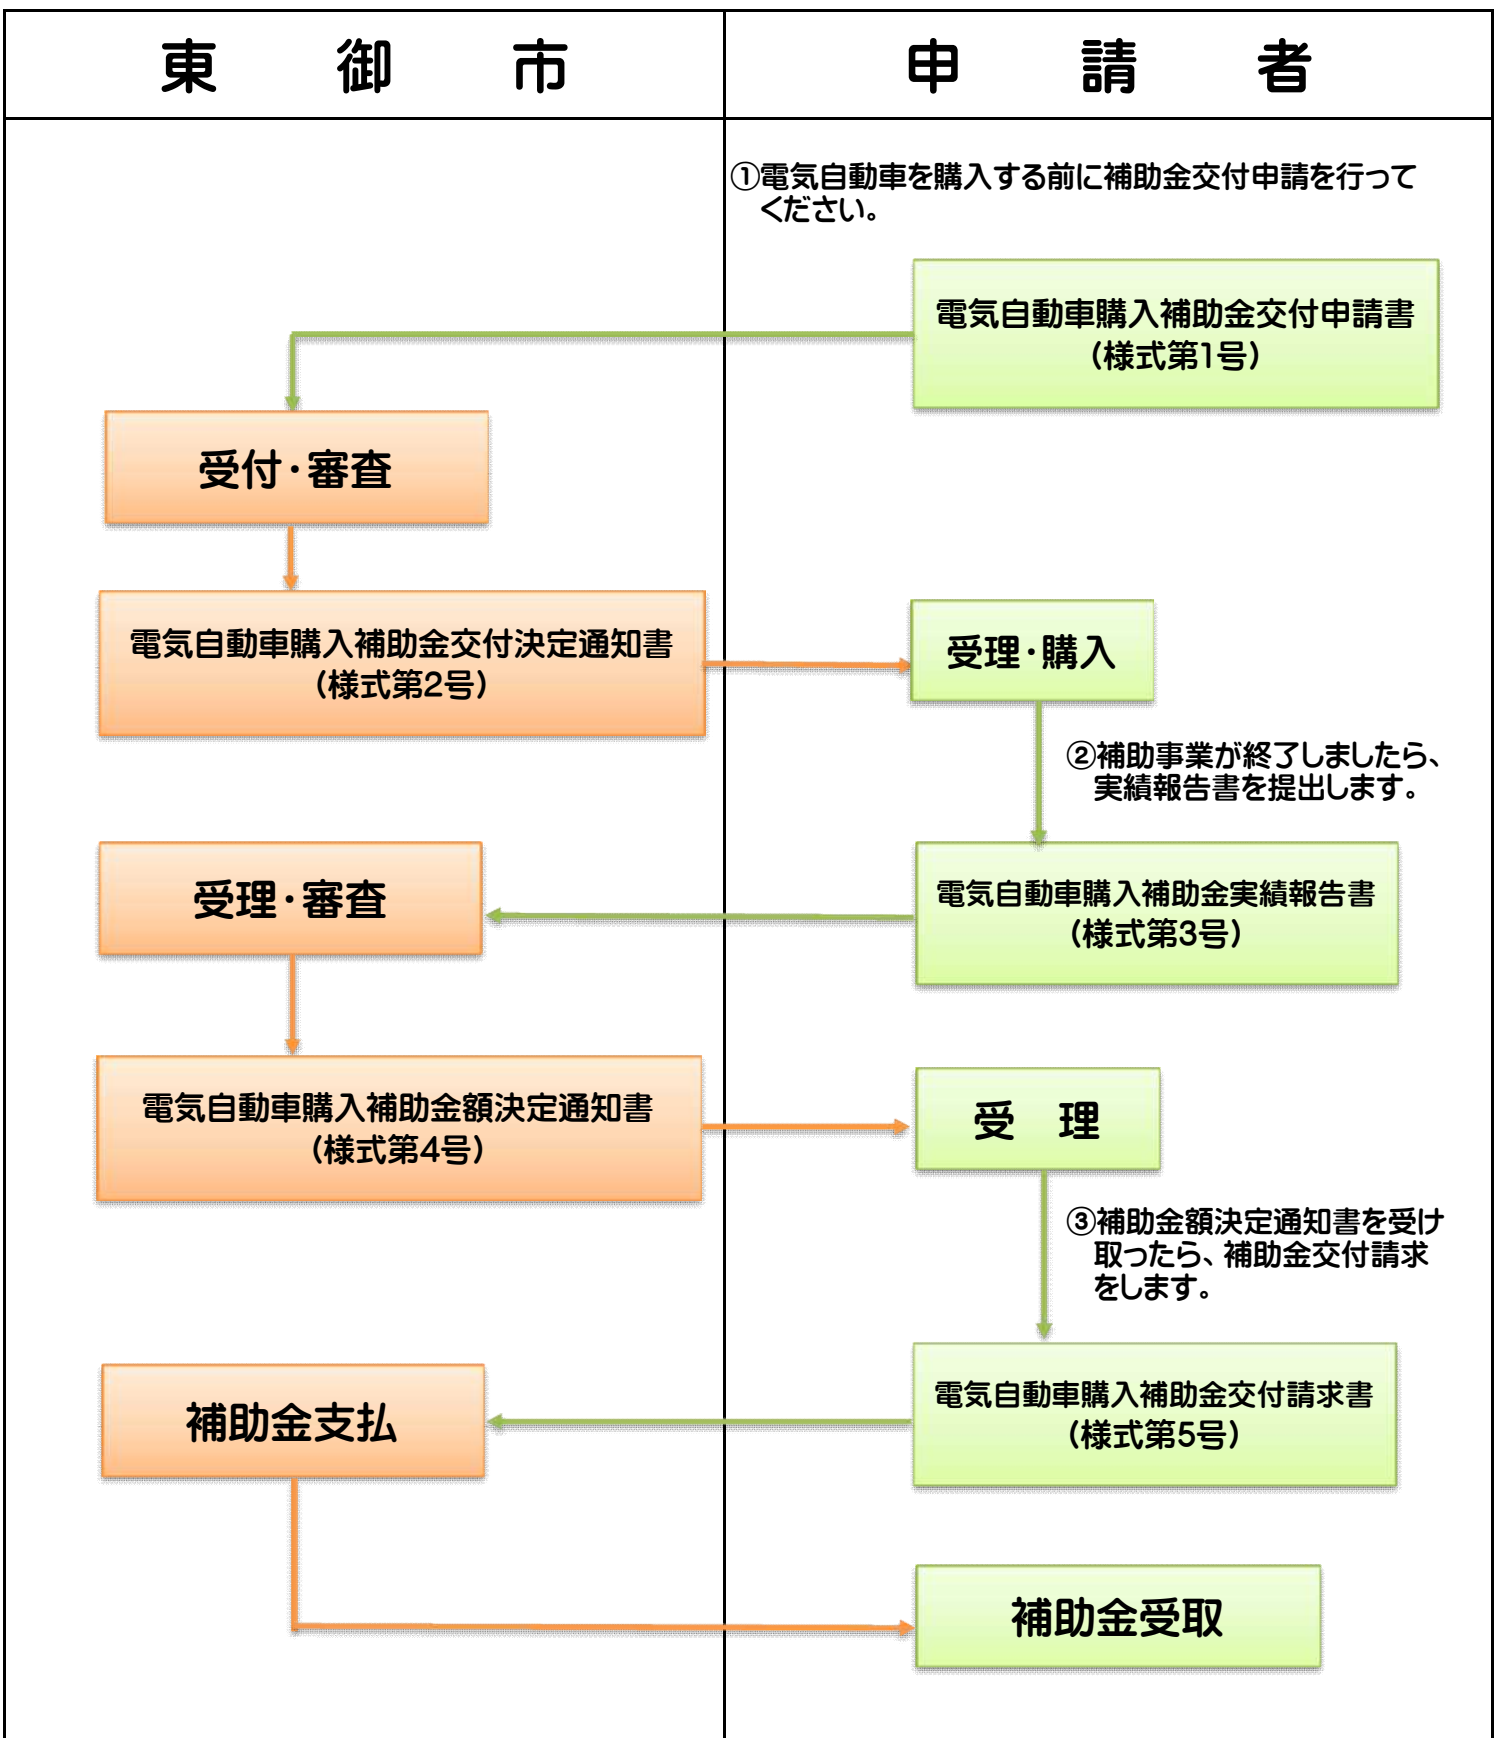 東御市
申請者
①電気自動車を購入する前に補助金交付申請を行って
ください。
電気自動車購入補助金交付申請書
(様式第1号)
受付・審査
電気自動車購入補助金交付決定通知書
(様式第2号)
受理・購入
②補助事業が終了しましたら、
実績報告書を提出します。
電気自動車購入補助金実績報告書
(様式第3号)
受理・審査
電気自動車購入補助金額決定通知書
(様式第4号)
受 理
③補助金額決定通知書を受け
取ったら、補助金交付請求
をします。
電気自動車購入補助金交付請求書
(様式第5号)
補助金支払
補助金受取